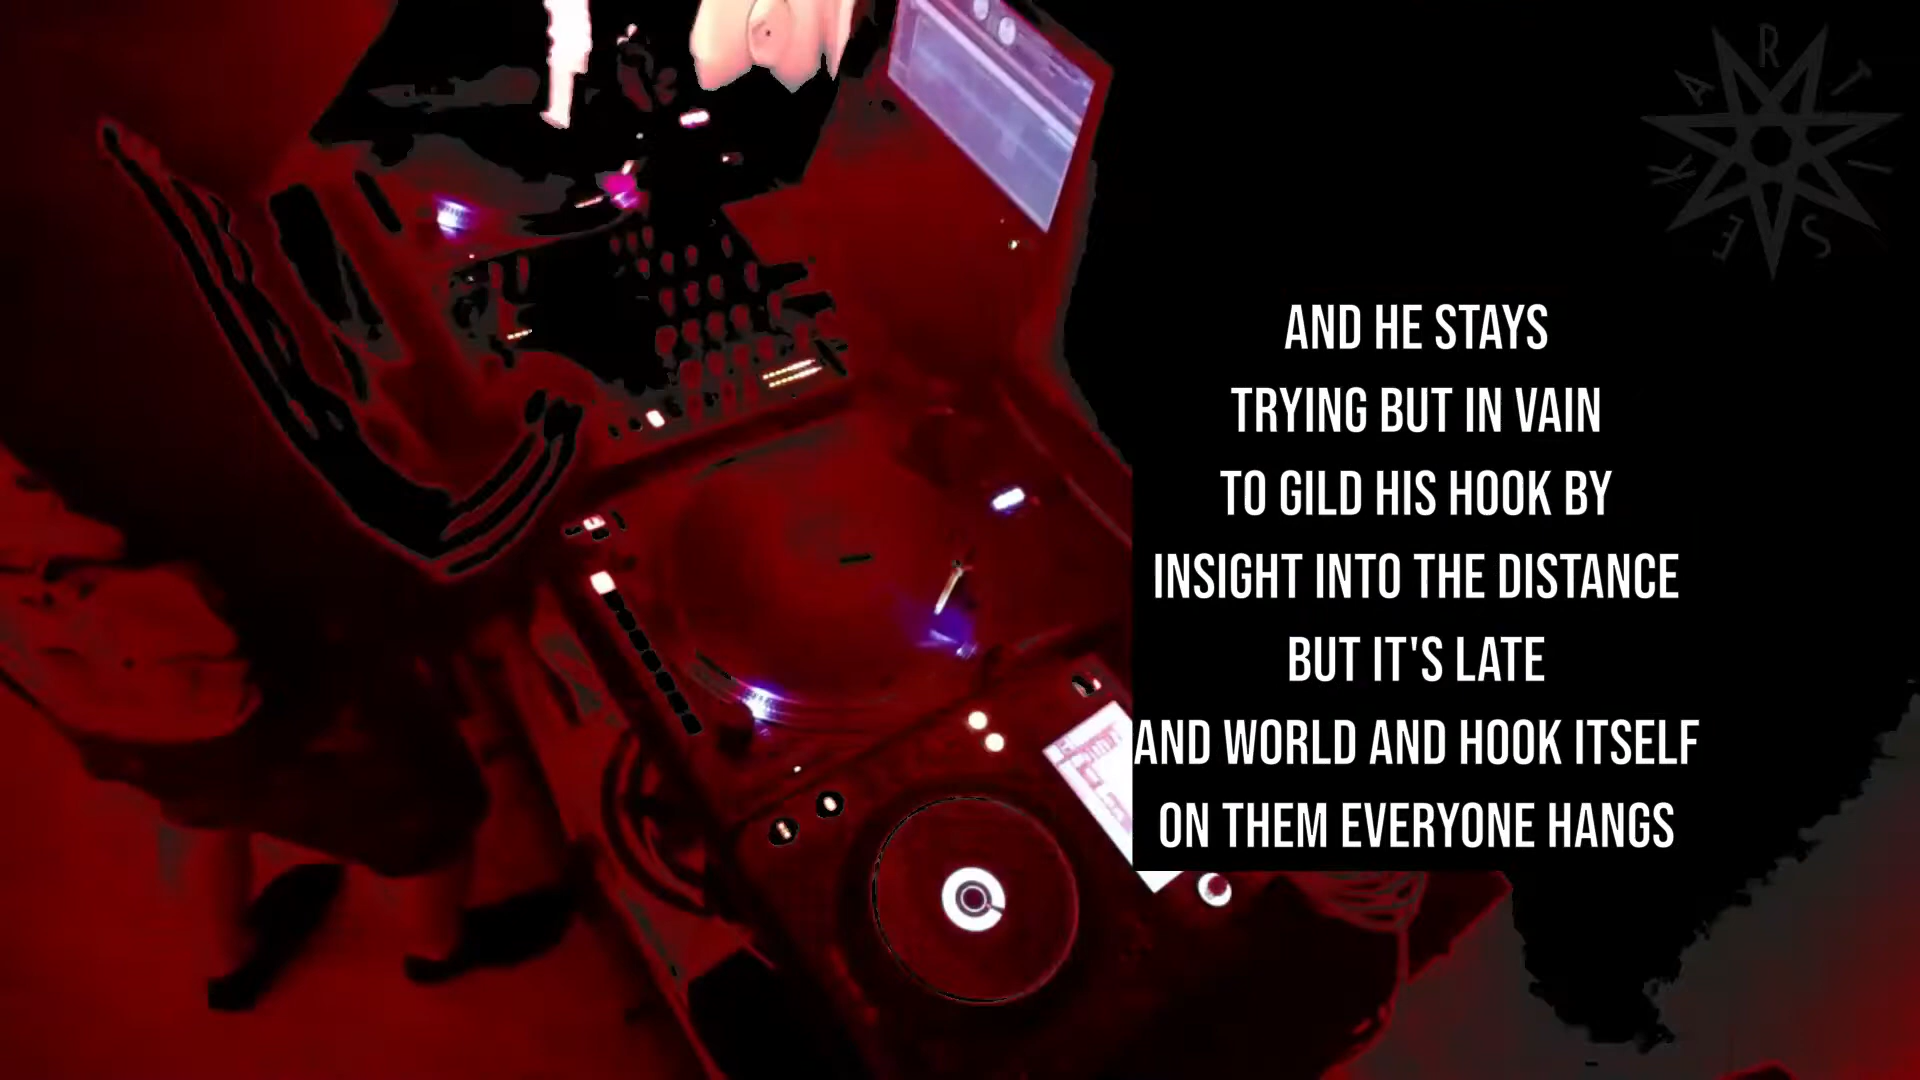 AND HE STAYS
TRYING BUT IN VAIN
TO GILD HIS HOOK BY
INSIGHT INTO THE DISTANCE
BUT IT'S LATE
AND WORLD AND HOOK ITSELF
ON THEM EVERYONE HANGS
KARITES